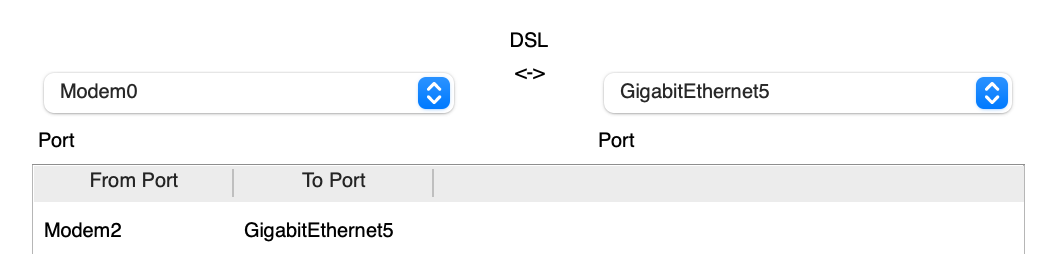 DSL
<->
Modem0 GigabitEthernet5
Port Port
From Port To Port
Modem2 GigabitEthernet5